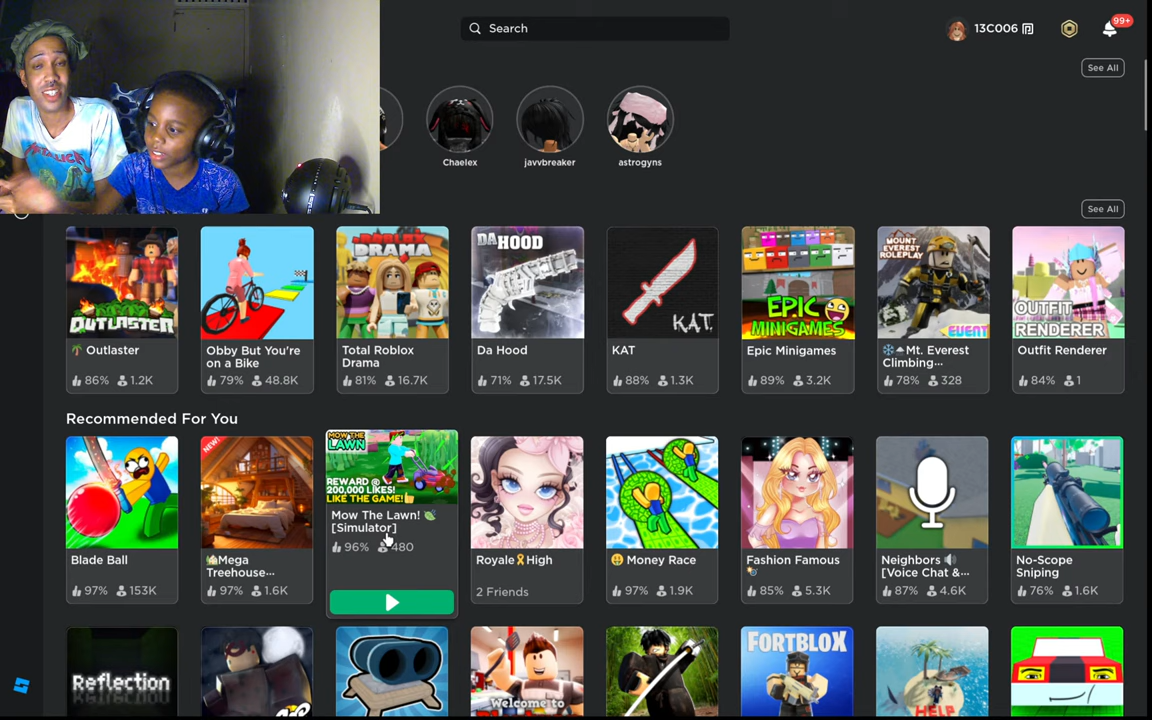 METALLICA
Search
13C006
99+
See All
Chaelex
javvbreaker
astrogyns
See All
OUTLASTER
ROBLOX
DRAMA
DA HOOD
KAT
EPIC
MINIGAMES
MOUNT
EVEREST
ROLEPLAY
EVENT
OUTFIT
RENDERER
Outlaster
Obby But You're
on a Bike
Total Roblox
Drama
Da Hood
KAT
Epic Minigames
Mt. Everest
Climbing...
Outfit Renderer
86% 1.2K
79% 48.8K
81% 16.7K
71% 17.5K
88% 1.3K
89% 3.2K
78% 328
84% 1
Recommended For You
NEW!
MOW THE
LAWN
REWARD @
200,000 LIKES!
LIKE THE GAME!
Blade Ball
Mega
Treehouse...
Mow The Lawn!
[Simulator]
Royale High
Money Race
Fashion Famous
Neighbors
[Voice Chat &...
No-Scope
Sniping
97% 153K
97% 1.6K
96% 480
2 Friends
97% 1.9K
85% 5.3K
87% 4.6K
76% 1.6K
Reflection
Welcome to
FORTBLOX
HELP